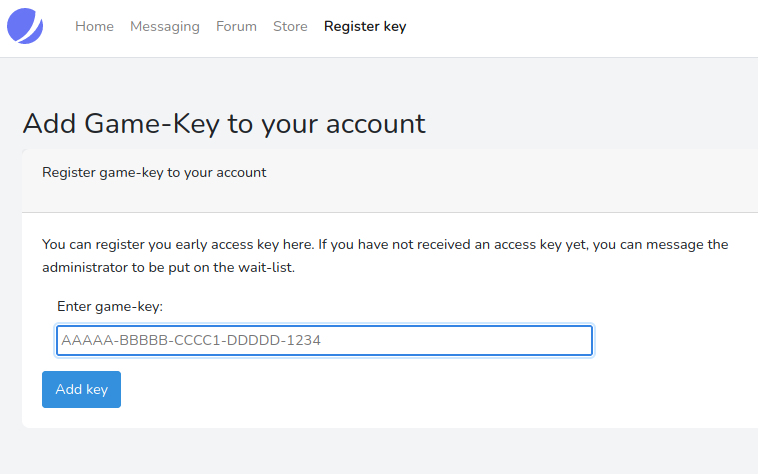 Home Messaging Forum Store Register key
Add Game-Key to your account
Register game-key to your account
You can register you early access key here. If you have not received an access key yet, you can message the
administrator to be put on the wait-list.
Enter game-key:
AAAAA-BBBBB-CCCC1-DDDDD-1234
Add key